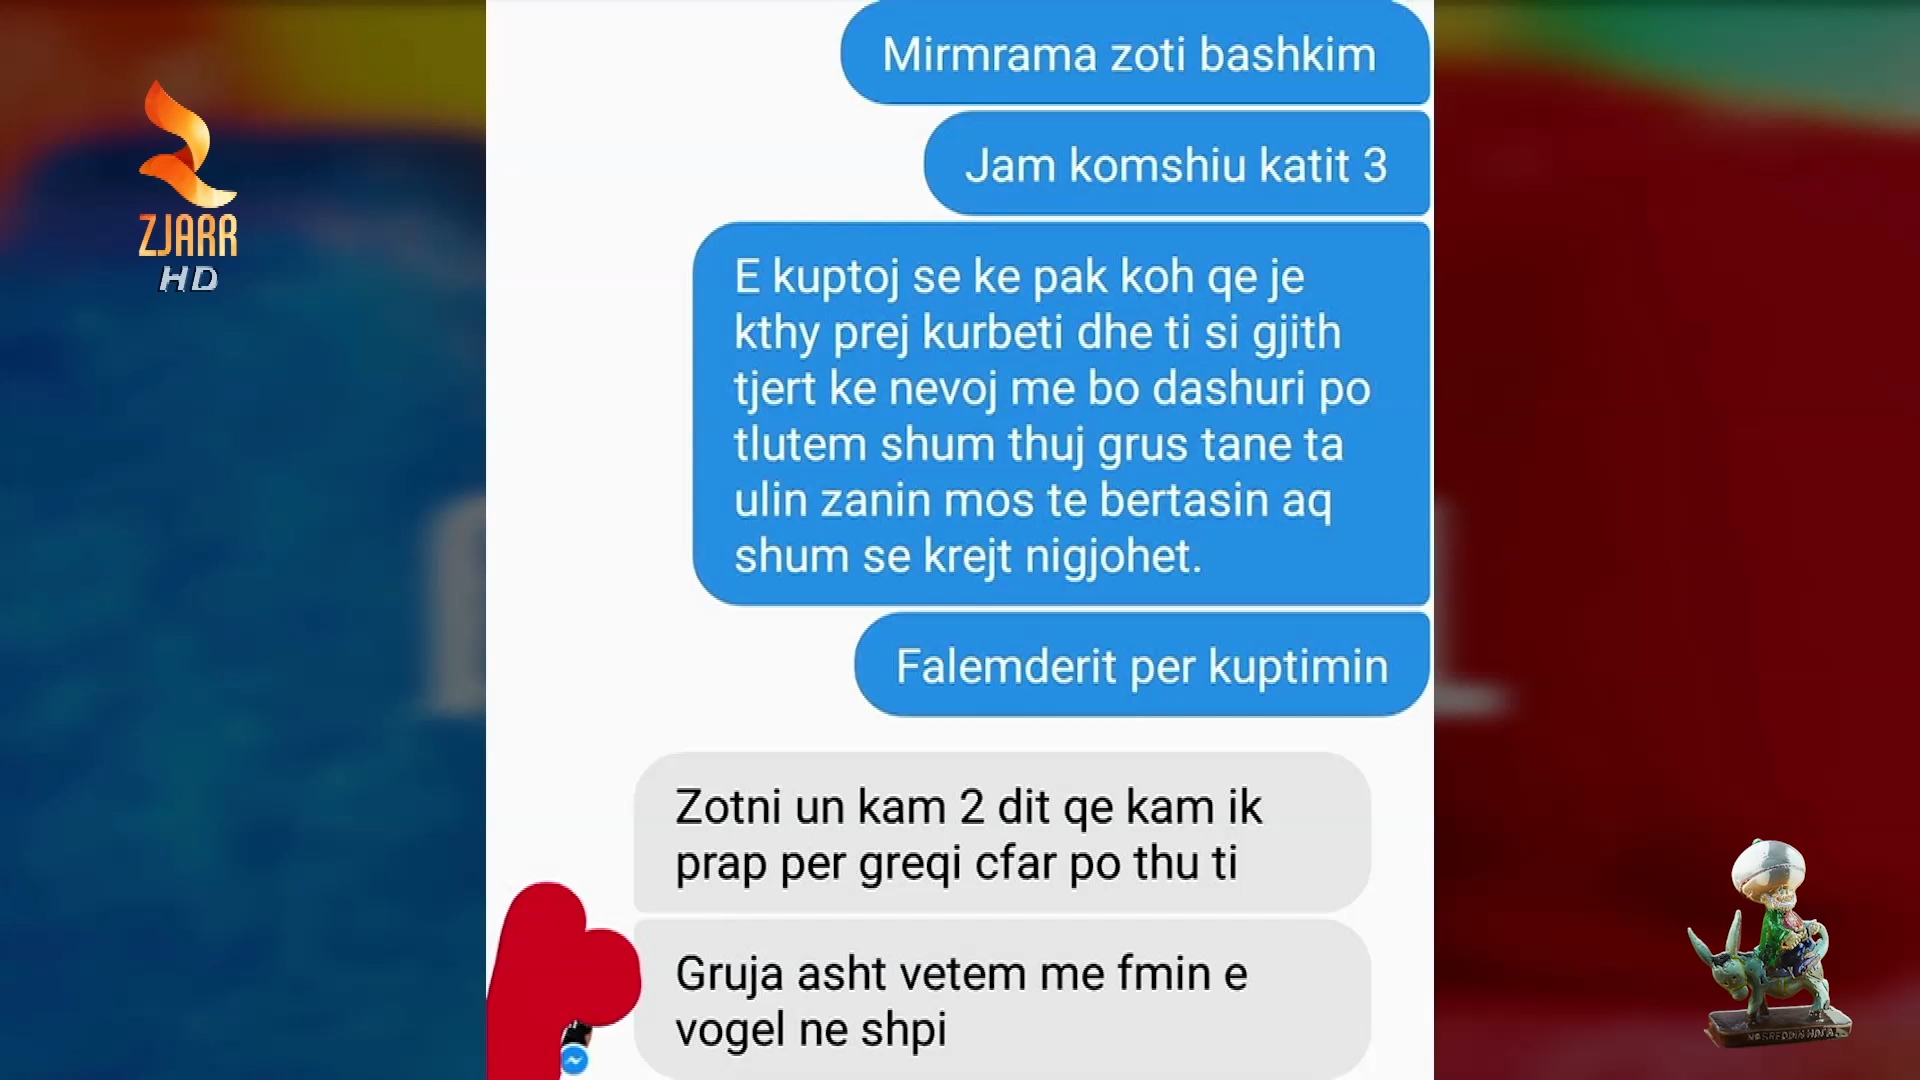 Mirmrama zoti bashkim
Jam komshiu katit 3
E kuptoj se ke pak koh qe je
kthy prej kurbeti dhe ti si gjith
tjert ke nevoj me bo dashuri po
tlutem shum thuj grus tane ta
ulin zanin mos te bertasin aq
shum se krejt nigjohet.
Falemderit per kuptimin
Zotni un kam 2 dit qe kam ik
prap per greqi cfar po thu ti
Gruja asht vetem me fmin e
vogel ne shpi
ZJARR
HD
NASREDDIN HOCA